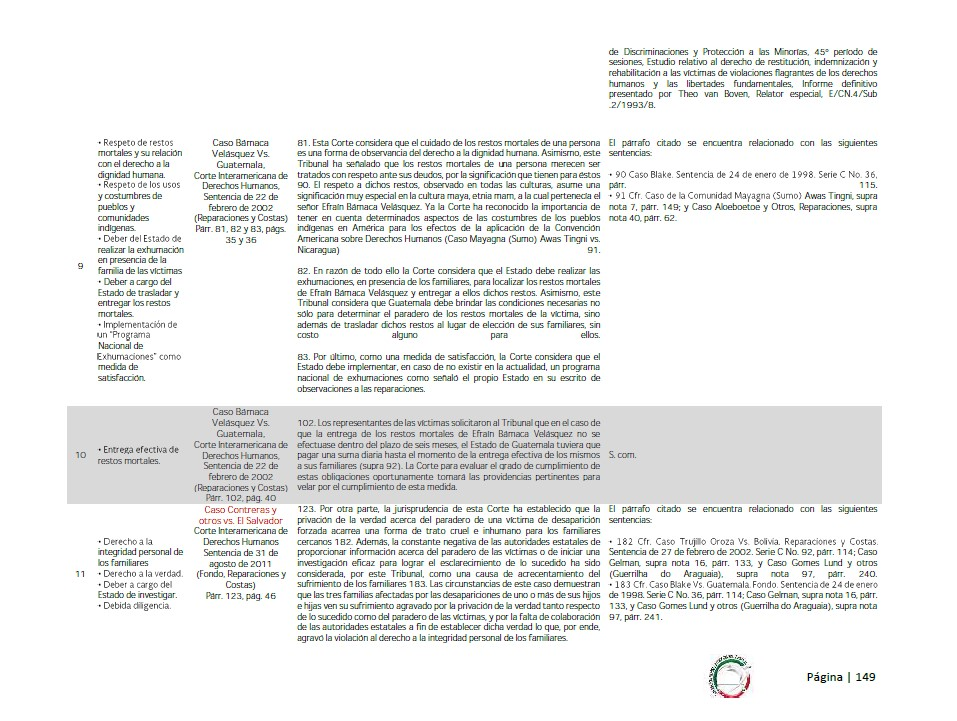 de Discriminaciones y Protección a las Minorías, 45° período de
sesiones, Estudio relativo al derecho de restitución, indemnización y
rehabilitación a las víctimas de violaciones flagrantes de los derechos
humanos y las libertades fundamentales, Informe definitivo
presentado por Theo van Boven, Relator especial, E/CN.4/Sub
.2/1993/8.
9
• Respeto de restos
mortales y su relación
con el derecho a la
dignidad humana.
• Respeto de los usos
y costumbres de
pueblos y
comunidades
indígenas.
• Deber del Estado de
realizar la exhumación
en presencia de la
familia de las víctimas
• Deber a cargo del
Estado de trasladar y
entregar los restos
mortales.
• Implementación de
un "Programa
Nacional de
Exhumaciones" como
medida de
satisfacción.
Caso Bámaca
Velásquez Vs.
Guatemala,
Corte Interamericana de
Derechos Humanos,
Sentencia de 22 de
febrero de 2002
(Reparaciones y Costas)
Párr. 81, 82 y 83, págs.
35 y 36
81. Esta Corte considera que el cuidado de los restos mortales de una persona
es una forma de observancia del derecho a la dignidad humana. Asimismo, este
Tribunal ha señalado que los restos mortales de una persona merecen ser
tratados con respeto ante sus deudos, por la significación que tienen para éstos
90. El respeto a dichos restos, observado en todas las culturas, asume una
significación muy especial en la cultura maya, etnia mam, a la cual pertenecía el
señor Efraín Bámaca Velásquez. Ya la Corte ha reconocido la importancia de
tener en cuenta determinados aspectos de las costumbres de los pueblos
indígenas en América para los efectos de la aplicación de la Convención
Americana sobre Derechos Humanos (Caso Mayagna (Sumo) Awas Tingni vs.
Nicaragua) 91.
82. En razón de todo ello la Corte considera que el Estado debe realizar las
exhumaciones, en presencia de los familiares, para localizar los restos mortales
de Efraín Bámaca Velásquez y entregar a ellos dichos restos. Asimismo, este
Tribunal considera que Guatemala debe brindar las condiciones necesarias no
sólo para determinar el paradero de los restos mortales de la víctima, sino
además de trasladar dichos restos al lugar de elección de sus familiares, sin
costo alguno para ellos.
83. Por último, como una medida de satisfacción, la Corte considera que el
Estado debe implementar, en caso de no existir en la actualidad, un programa
nacional de exhumaciones como señaló el propio Estado en su escrito de
observaciones a las reparaciones.
El párrafo citado se encuentra relacionado con las siguientes
sentencias:
• 90 Caso Blake. Sentencia de 24 de enero de 1998. Serie C No. 36,
párr. 115.
• 91 Cfr. Caso de la Comunidad Mayagna (Sumo) Awas Tingni, supra
nota 7, párr. 149; y Caso Aloeboetoe y Otros, Reparaciones, supra
nota 40, párr. 62.
10
• Entrega efectiva de
restos mortales.
Caso Bámaca
Velásquez Vs.
Guatemala,
Corte Interamericana de
Derechos Humanos,
Sentencia de 22 de
febrero de 2002
(Reparaciones y Costas)
Párr. 102, pág. 40
102. Los representantes de las víctimas solicitaron al Tribunal que en el caso de
que la entrega de los restos mortales de Efraín Bámaca Velásquez no se
efectuase dentro del plazo de seis meses, el Estado de Guatemala tuviera que
pagar una suma diaria hasta el momento de la entrega efectiva de los mismos
a sus familiares (supra 92). La Corte para evaluar el grado de cumplimiento de
estas obligaciones oportunamente tomará las providencias pertinentes para
velar por el cumplimiento de esta medida.
S. com.
11
• Derecho a la
integridad personal de
los familiares
• Derecho a la verdad.
• Deber a cargo del
Estado de investigar.
• Debida diligencia.
Caso Contreras y
otros vs. El Salvador
Corte Interamericana de
Derechos Humanos
Sentencia de 31 de
agosto de 2011
(Fondo, Reparaciones y
Costas)
Párr. 123, pág. 46
123. Por otra parte, la jurisprudencia de esta Corte ha establecido que la
privación de la verdad acerca del paradero de una víctima de desaparición
forzada acarrea una forma de trato cruel e inhumano para los familiares
cercanos 182. Además, la constante negativa de las autoridades estatales de
proporcionar información acerca del paradero de las víctimas o de iniciar una
investigación eficaz para lograr el esclarecimiento de lo sucedido ha sido
considerada, por este Tribunal, como una causa de acrecentamiento del
sufrimiento de los familiares 183. Las circunstancias de este caso demuestran
que las tres familias afectadas por las desapariciones de uno o más de sus hijos
e hijas ven su sufrimiento agravado por la privación de la verdad tanto respecto
de lo sucedido como del paradero de las víctimas, y por la falta de colaboración
de las autoridades estatales a fin de establecer dicha verdad lo que, por ende,
agravó la violación al derecho a la integridad personal de los familiares.
El párrafo citado se encuentra relacionado con las siguientes
sentencias:
• 182 Cfr. Caso Trujillo Oroza Vs. Bolivia. Reparaciones y Costas.
Sentencia de 27 de febrero de 2002. Serie C No. 92, párr. 114; Caso
Gelman, supra nota 16, párr. 133, y Caso Gomes Lund y otros
(Guerrilha do Araguaia), supra nota 97, párr. 240.
• 183 Cfr. Caso Blake Vs. Guatemala. Fondo. Sentencia de 24 de enero
de 1998. Serie C No. 36, párr. 114; Caso Gelman, supra nota 16, párr.
133, y Caso Gomes Lund y otros (Guerrilha do Araguaia), supra nota
97, párr. 241.
Página | 149